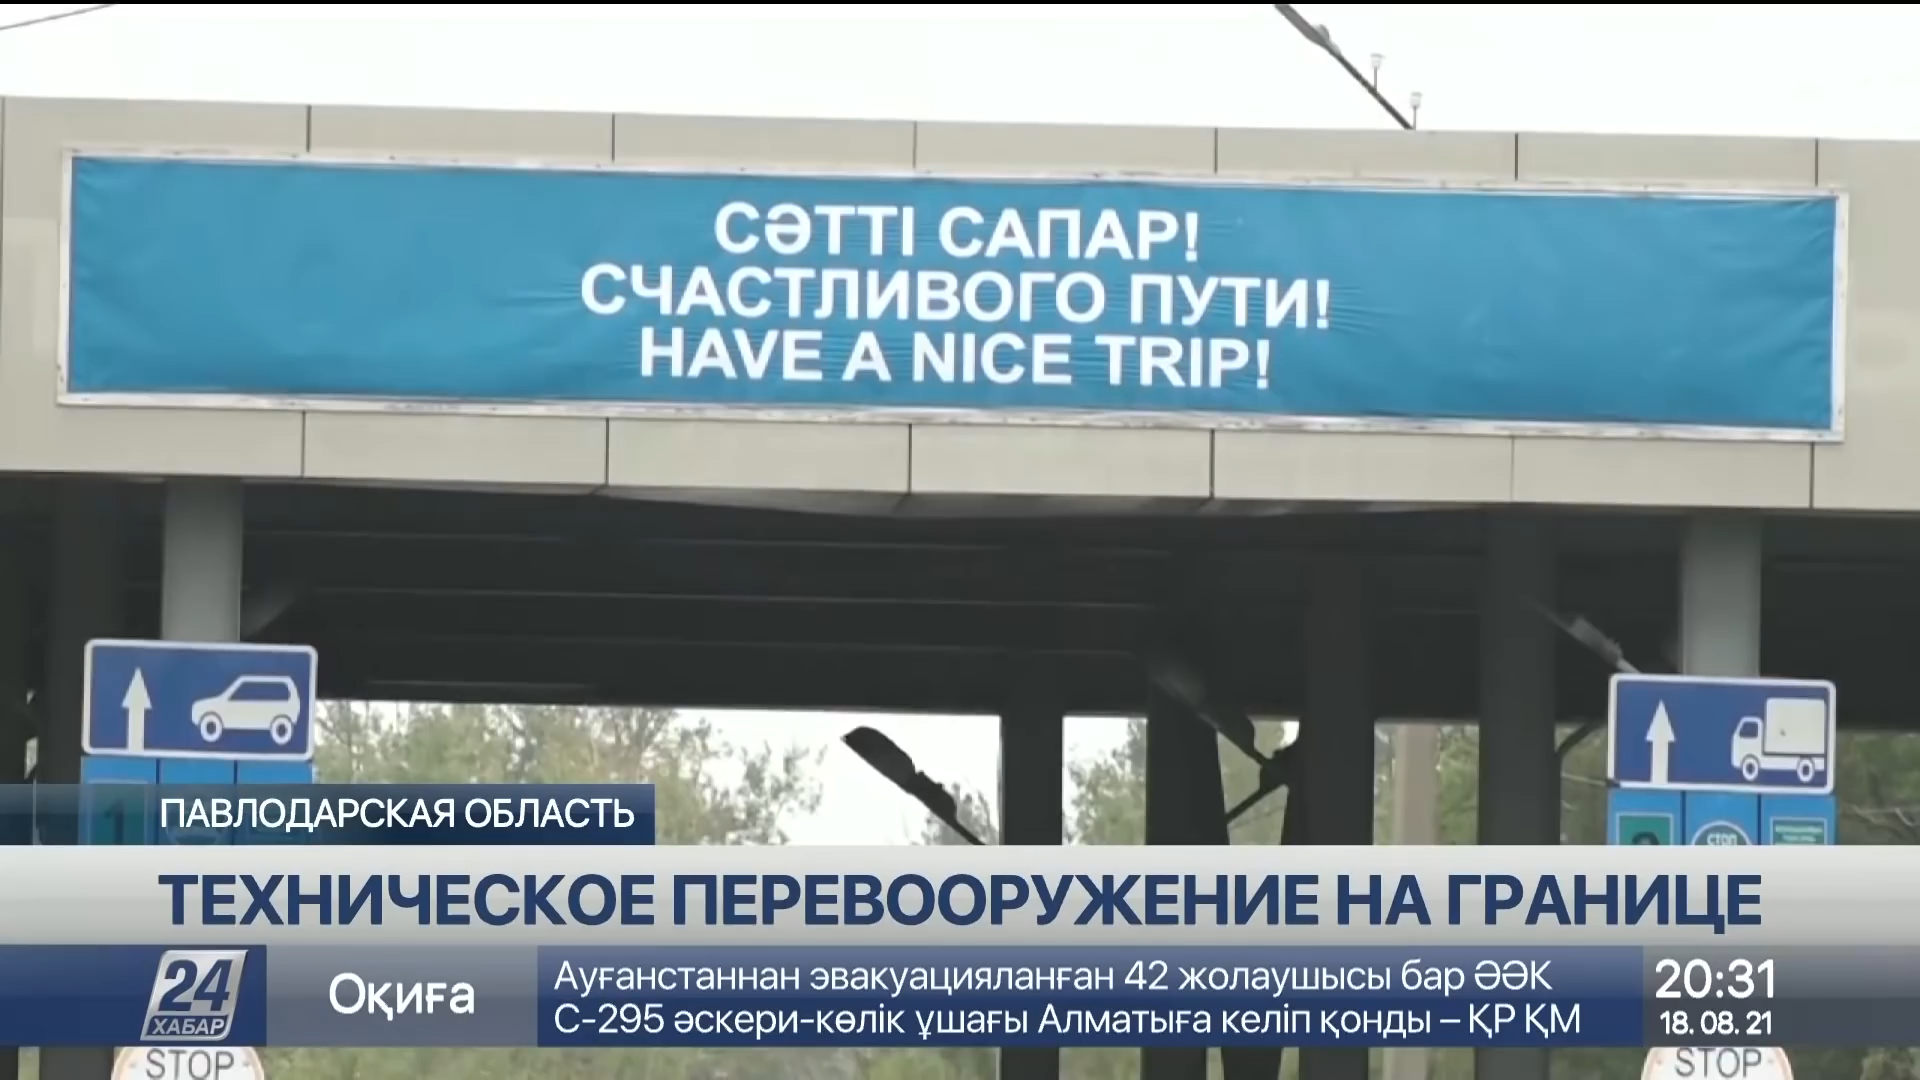 СӘТТІ САПАР!
СЧАСТЛИВОГО ПУТИ!
HAVE A NICE TRIP!
1
СТОП
ПАВЛОДАРСКАЯ ОБЛАСТЬ
ТЕХНИЧЕСКОЕ ПЕРЕВООРУЖЕНИЕ НА ГРАНИЦЕ
24
ХАБАР
Оқиға
Ауғанстаннан эвакуацияланған 42 жолаушысы бар ӘӘК
С-295 әскери-көлік ұшағы Алматыға келіп қонды – ҚР ҚМ
20:31
18. 08. 21
STOP
STOP